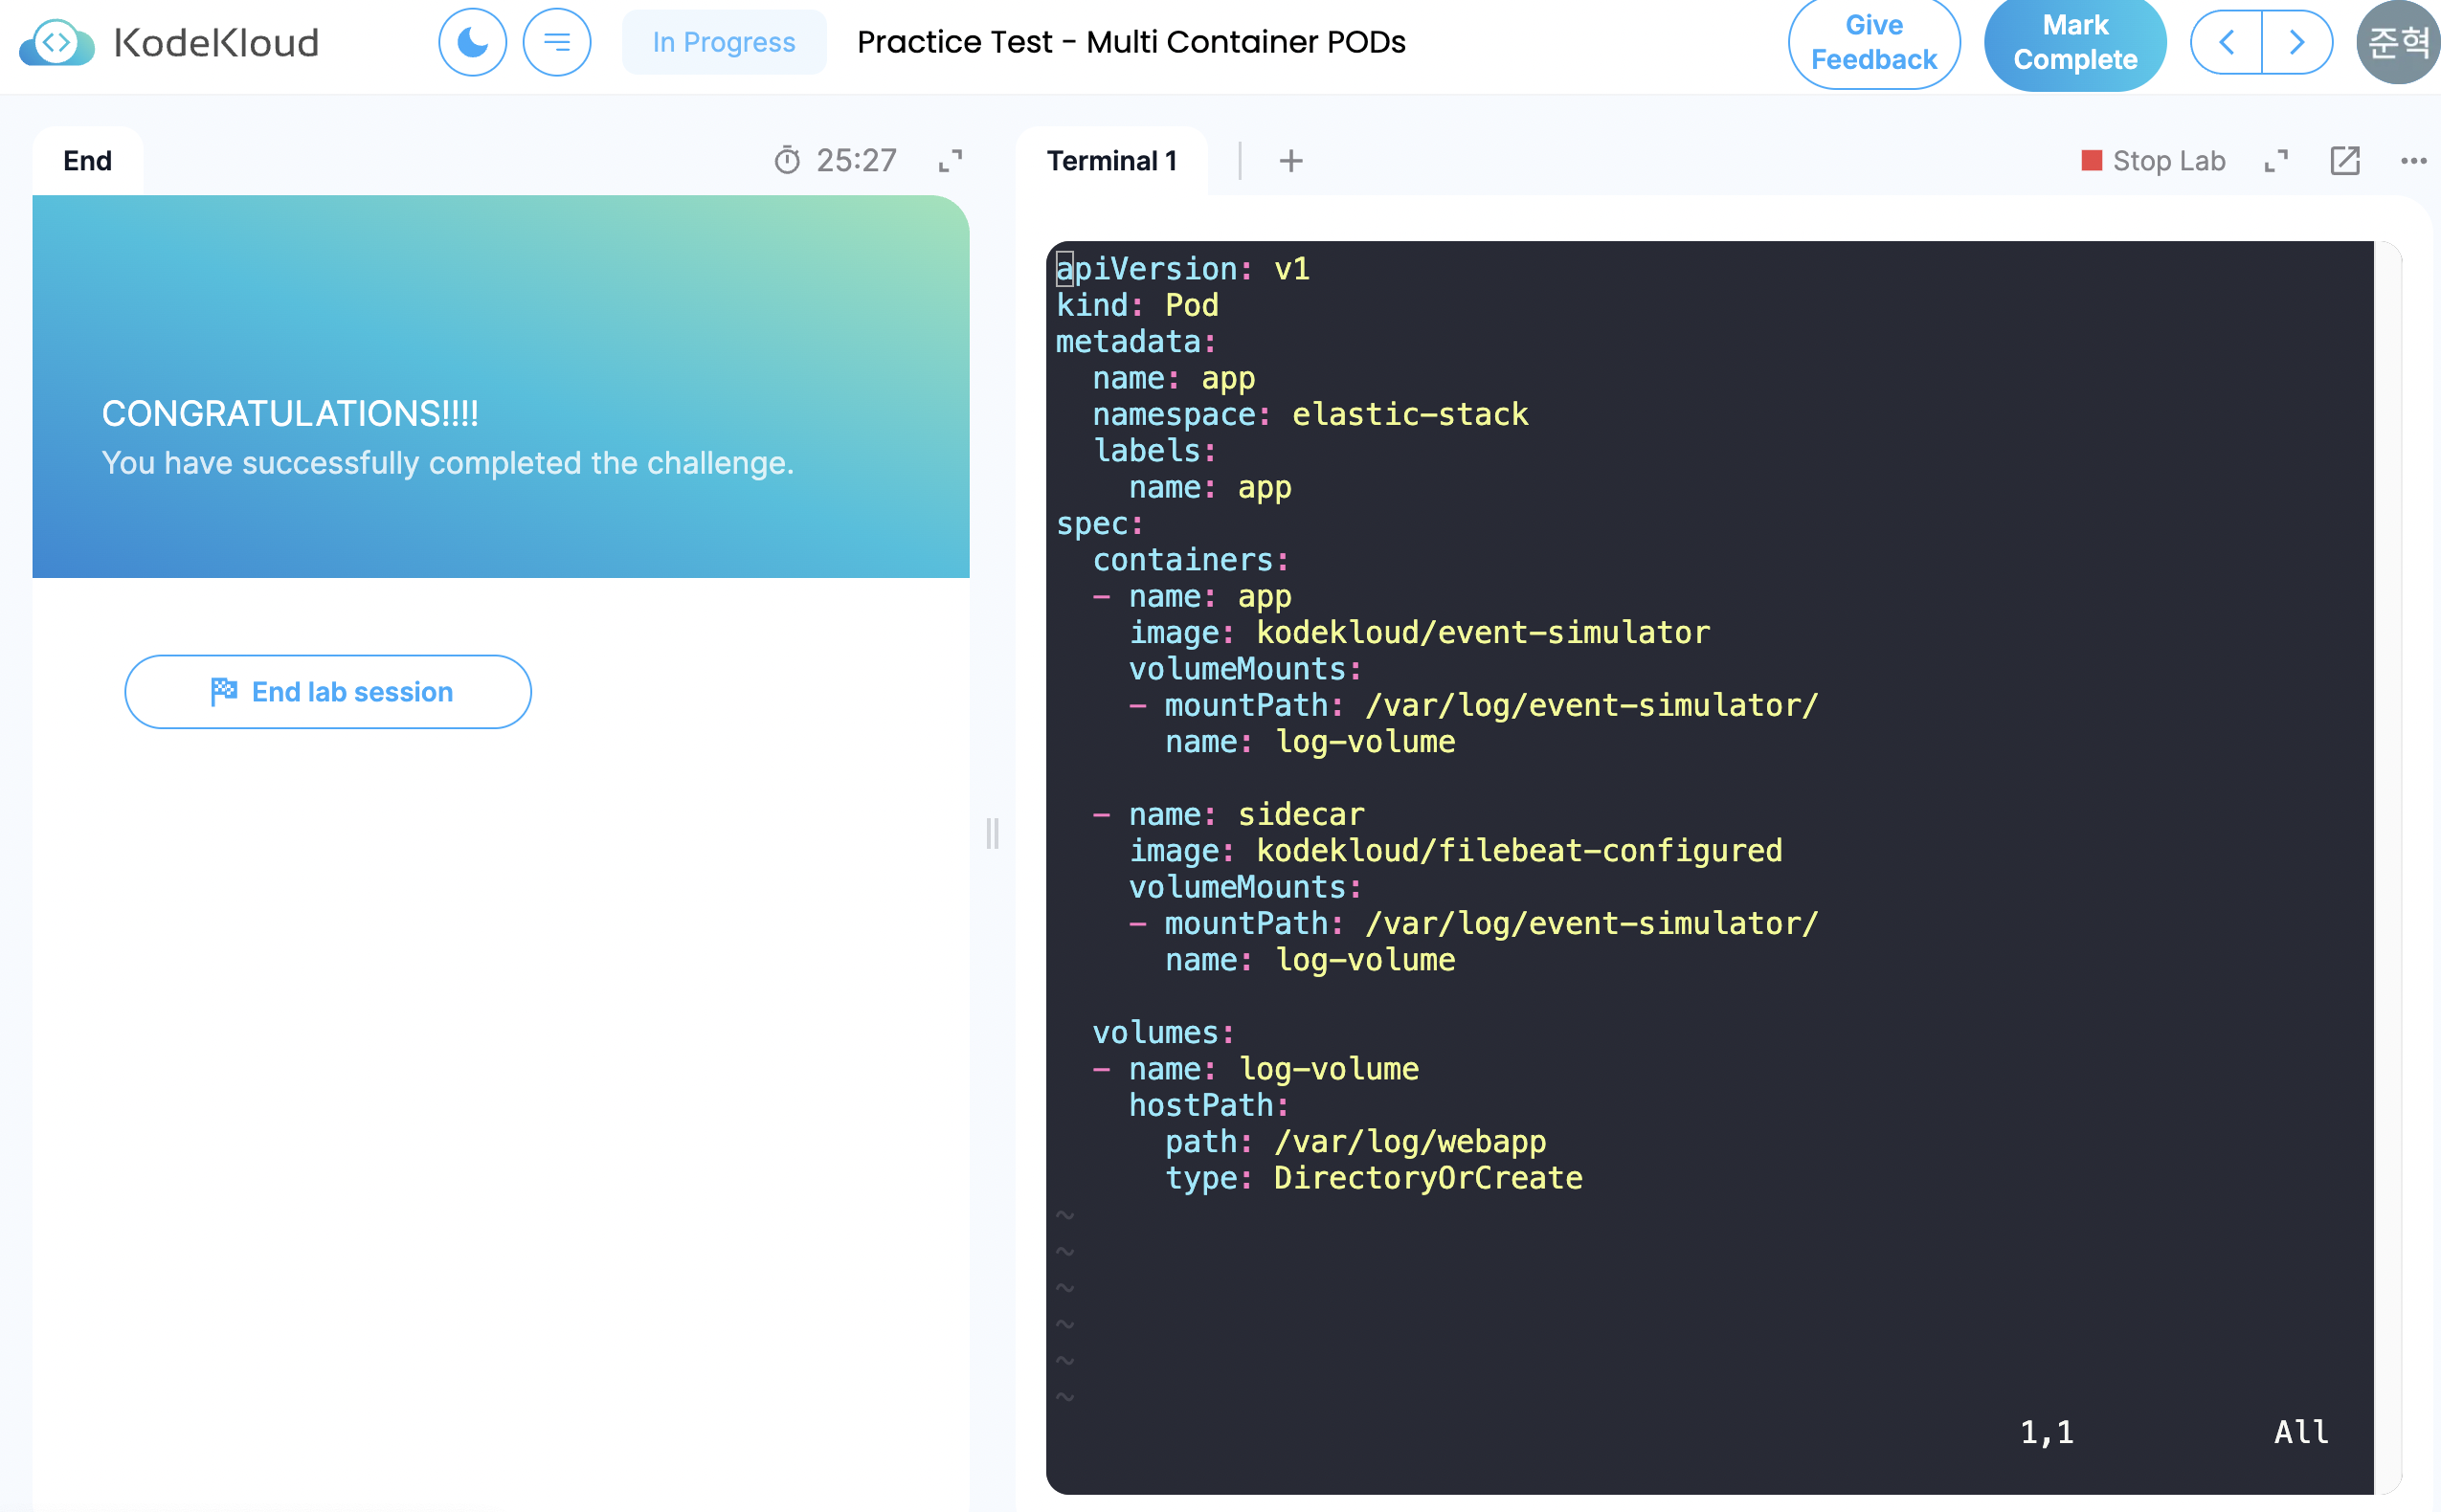 KodeKloud
In Progress
Practice Test - Multi Container PODs
Give
Feedback
Mark
Complete
준혁
End
25:27
CONGRATULATIONS!!!!
You have successfully completed the challenge.
End lab session
Terminal 1
+
Stop Lab
apiVersion: v1
kind: Pod
metadata:
  name: app
  namespace: elastic-stack
  labels:
    name: app
spec:
  containers:
  - name: app
    image: kodekloud/event-simulator
    volumeMounts:
    - mountPath: /var/log/event-simulator/
      name: log-volume
  - name: sidecar
    image: kodekloud/filebeat-configured
    volumeMounts:
    - mountPath: /var/log/event-simulator/
      name: log-volume
  volumes:
  - name: log-volume
    hostPath:
      path: /var/log/webapp
      type: DirectoryOrCreate
~
~
~
~
~
~
1,1 All